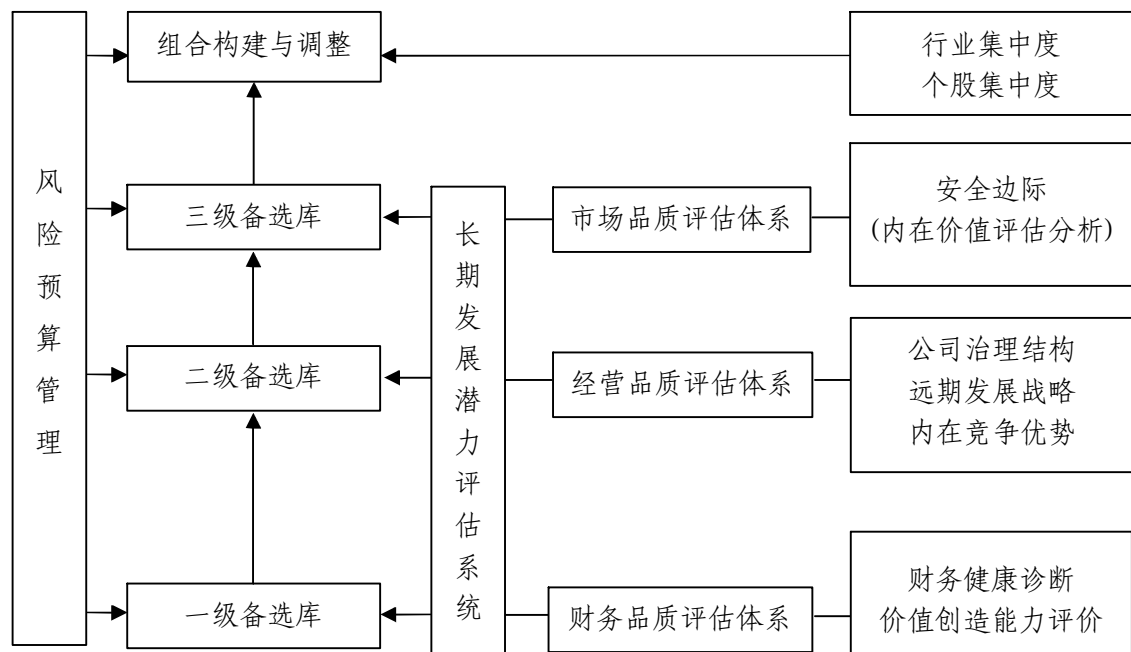 组合构建与调整
行业集中度
个股集中度
风险预算管理
三级备选库
长期发展潜力评估系统
市场品质评估体系
安全边际
(内在价值评估分析)
二级备选库
经营品质评估体系
公司治理结构
远期发展战略
内在竞争优势
一级备选库
财务品质评估体系
财务健康诊断
价值创造能力评价